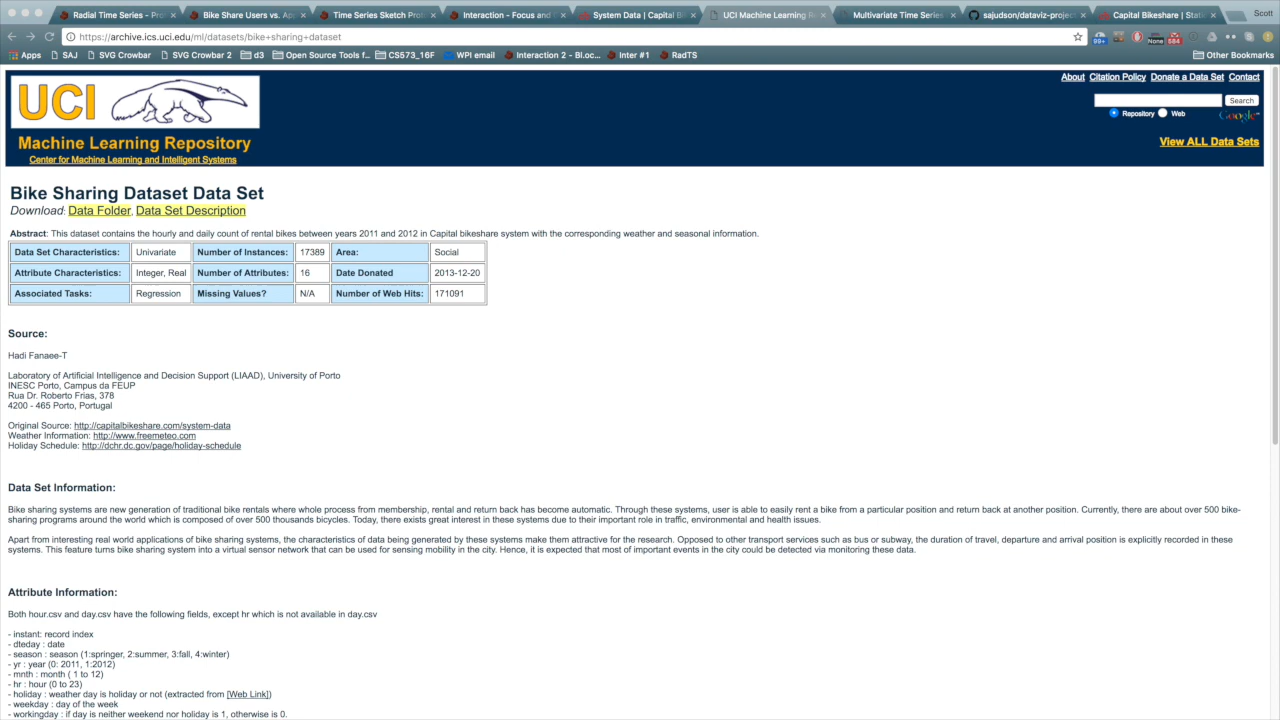 Radial Time Series - Pro
Bike Share Users vs. Ap
Time Series Sketch Prot
Interaction - Focus and
System Data | Capital Bi
UCI Machine Learning R
Multivariate Time Series
sajudson/dataviz-projec
Capital Bikeshare | Stat
Scott
https://archive.ics.uci.edu/ml/datasets/bike+sharing+dataset
99+
None
684
Apps
SAJ
SVG Crowbar
SVG Crowbar 2
d3
Open Source Tools f...
CS573_16F
WPI email
Interaction 2 - Bl.oc...
Inter #1
RadTS
Other Bookmarks
UCI
Machine Learning Repository
Center for Machine Learning and Intelligent Systems
About Citation Policy Donate a Data Set Contact
Search
Repository Web
Google
View ALL Data Sets
Bike Sharing Dataset Data Set
Download: Data Folder, Data Set Description
Abstract: This dataset contains the hourly and daily count of rental bikes between years 2011 and 2012 in Capital bikeshare system with the corresponding weather and seasonal information.
Data Set Characteristics: Univariate Number of Instances: 17389 Area: Social
Attribute Characteristics: Integer, Real Number of Attributes: 16 Date Donated 2013-12-20
Associated Tasks: Regression Missing Values? N/A Number of Web Hits: 171091
Source:
Hadi Fanaee-T
Laboratory of Artificial Intelligence and Decision Support (LIAAD), University of Porto
INESC Porto, Campus da FEUP
Rua Dr. Roberto Frias, 378
4200 - 465 Porto, Portugal
Original Source: http://capitalbikeshare.com/system-data
Weather Information: http://www.freemeteo.com
Holiday Schedule: http://dchr.dc.gov/page/holiday-schedule
Data Set Information:
Bike sharing systems are new generation of traditional bike rentals where whole process from membership, rental and return back has become automatic. Through these systems, user is able to easily rent a bike from a particular position and return back at another position. Currently, there are about over 500 bike-
sharing programs around the world which is composed of over 500 thousands bicycles. Today, there exists great interest in these systems due to their important role in traffic, environmental and health issues.
Apart from interesting real world applications of bike sharing systems, the characteristics of data being generated by these systems make them attractive for the research. Opposed to other transport services such as bus or subway, the duration of travel, departure and arrival position is explicitly recorded in these
systems. This feature turns bike sharing system into a virtual sensor network that can be used for sensing mobility in the city. Hence, it is expected that most of important events in the city could be detected via monitoring these data.
Attribute Information:
Both hour.csv and day.csv have the following fields, except hr which is not available in day.csv
- instant: record index
- dteday : date
- season : season (1:springer, 2:summer, 3:fall, 4:winter)
- yr : year (0: 2011, 1:2012)
- mnth : month ( 1 to 12)
- hr : hour (0 to 23)
- holiday : weather day is holiday or not (extracted from [Web Link])
- weekday : day of the week
- workingday : if day is neither weekend nor holiday is 1, otherwise is 0.